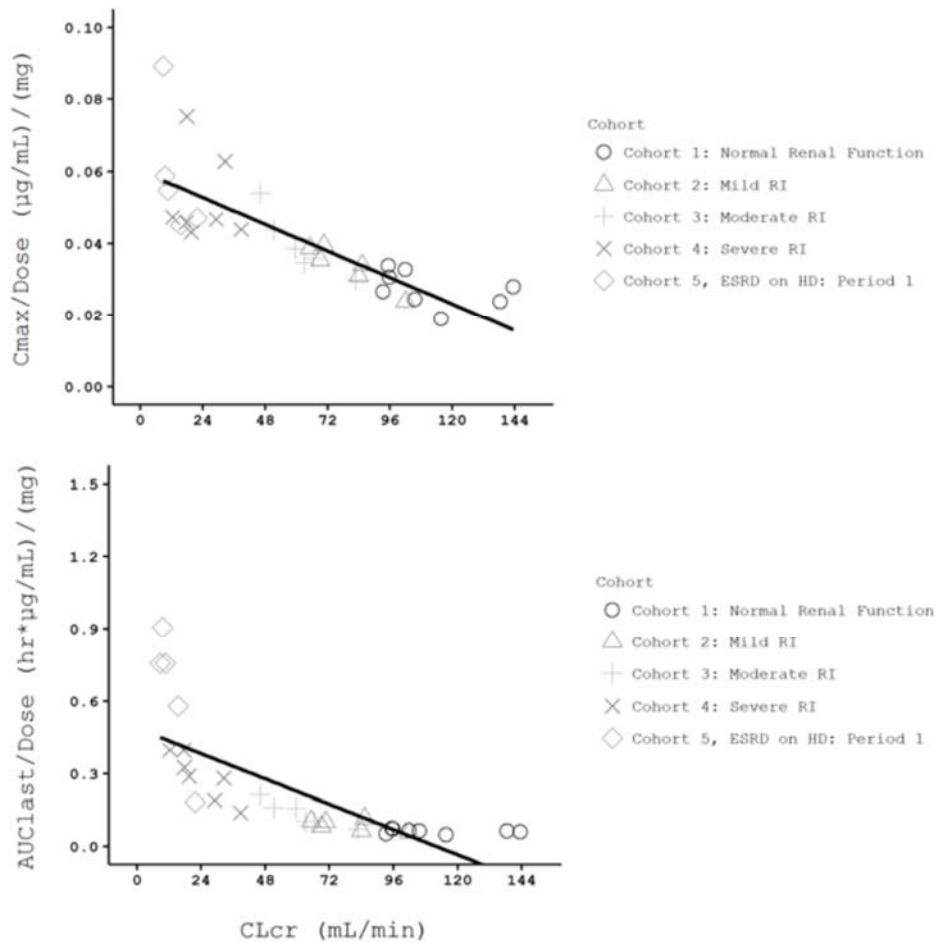 Cmax/Dose (µg/mL)/(mg)
0.10
0.08
0.06
0.04
0.02
0.00
0 24 48 72 96 120 144
Cohort
Cohort 1: Normal Renal Function
Cohort 2: Mild RI
Cohort 3: Moderate RI
Cohort 4: Severe RI
Cohort 5, ESRD on HD: Period 1
AUClast/Dose (hr*µg/mL)/(mg)
1.5
1.2
0.9
0.6
0.3
0.0
0 24 48 72 96 120 144
Cohort
Cohort 1: Normal Renal Function
Cohort 2: Mild RI
Cohort 3: Moderate RI
Cohort 4: Severe RI
Cohort 5, ESRD on HD: Period 1
CLcr (mL/min)